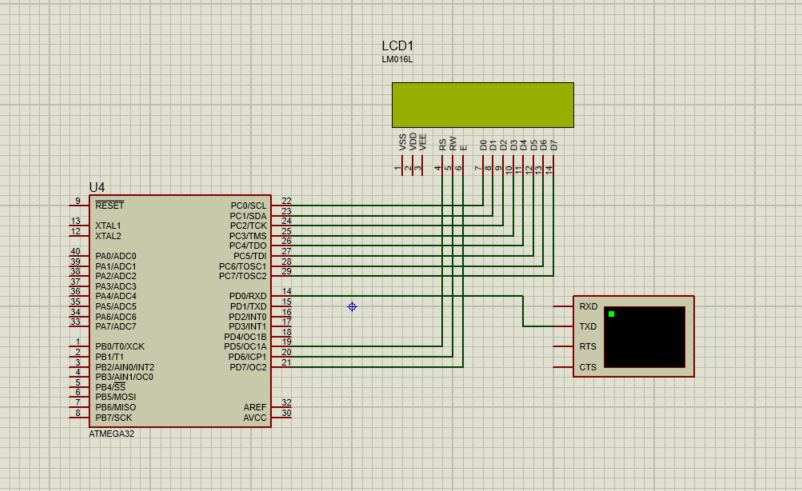 LCD1
LM016L
VSS VDD VEE RS RW E D0 D1 D2 D3 D4 D5 D6 D7
1 2 3 4 5 6 7 8 9 10 11 12 13 14
U4
9 RESET PC0/SCL 22
PC1/SDA 23
13 XTAL1 PC2/TCK 24
12 XTAL2 PC3/TMS 25
PC4/TDO 26
40 PA0/ADC0 PC5/TDI 27
39 PA1/ADC1 PC6/TOSC1 28
38 PA2/ADC2 PC7/TOSC2 29
37 PA3/ADC3
36 PA4/ADC4 PD0/RXD 14
35 PA5/ADC5 PD1/TXD 15
34 PA6/ADC6 PD2/INT0 16
33 PA7/ADC7 PD3/INT1 17
PD4/OC1B 18
1 PB0/T0/XCK PD5/OC1A 19
2 PB1/T1 PD6/ICP1 20
3 PB2/AIN0/INT2 PD7/OC2 21
4 PB3/AIN1/OC0
5 PB4/SS
6 PB5/MOSI
7 PB6/MISO AREF 32
8 PB7/SCK AVCC 30
ATMEGA32
RXD
TXD
RTS
CTS